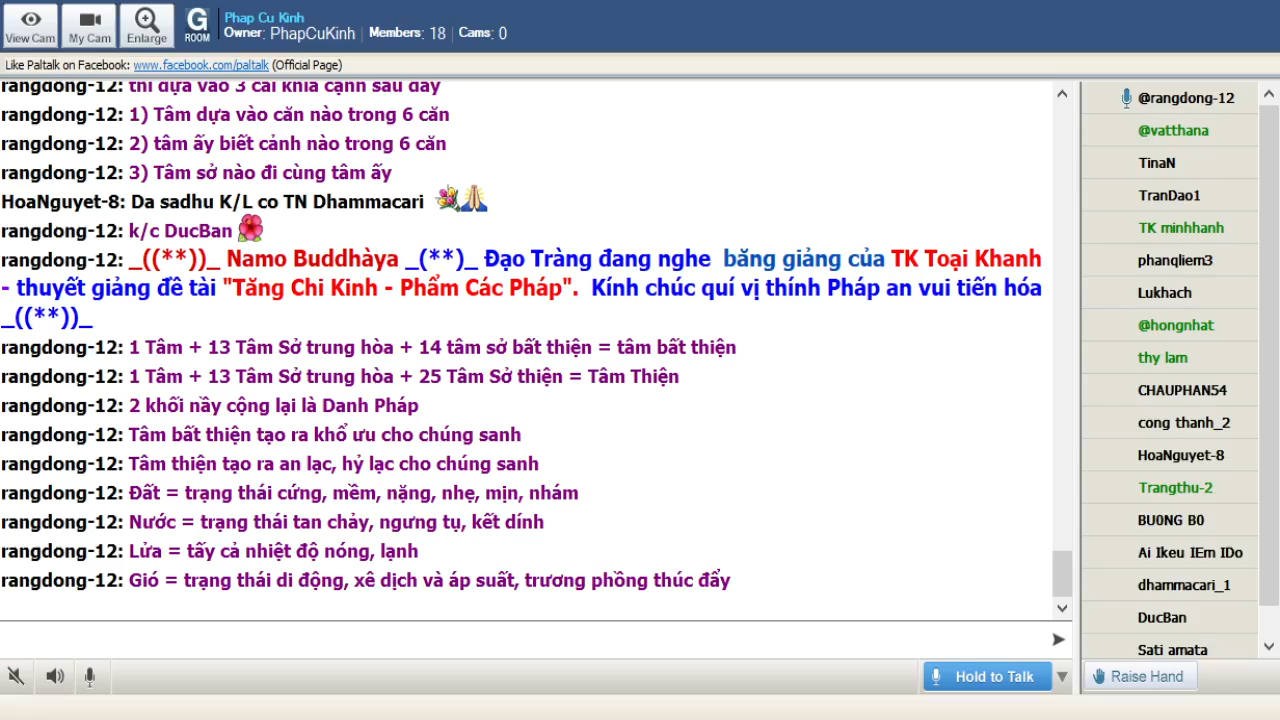 View Cam
My Cam
Enlarge
G
ROOM
Phap Cu Kinh
Owner: PhapCuKinh | Members: 18 | Cams: 0
Like Paltalk on Facebook: www.facebook.com/paltalk (Official Page)
rangdong-12: thì dựa vào 3 cái khía cạnh sau đây
rangdong-12: 1) Tâm dựa vào căn nào trong 6 căn
rangdong-12: 2) tâm ấy biết cảnh nào trong 6 căn
rangdong-12: 3) Tâm sở nào đi cùng tâm ấy
HoaNguyet-8: Da sadhu K/L co TN Dhammacari
rangdong-12: k/c DucBan
rangdong-12: _((**))_ Namo Buddhàya _(**)_ Đạo Tràng đang nghe băng giảng của TK Toại Khanh
- thuyết giảng đề tài "Tăng Chi Kinh - Phẩm Các Pháp". Kính chúc quí vị thính Pháp an vui tiến hóa
_((**))_
rangdong-12: 1 Tâm + 13 Tâm Sở trung hòa + 14 tâm sở bất thiện = tâm bất thiện
rangdong-12: 1 Tâm + 13 Tâm Sở trung hòa + 25 Tâm Sở thiện = Tâm Thiện
rangdong-12: 2 khối nầy cộng lại là Danh Pháp
rangdong-12: Tâm bất thiện tạo ra khổ ưu cho chúng sanh
rangdong-12: Tâm thiện tạo ra an lạc, hỷ lạc cho chúng sanh
rangdong-12: Đất = trạng thái cứng, mềm, nặng, nhẹ, mịn, nhám
rangdong-12: Nước = trạng thái tan chảy, ngưng tụ, kết dính
rangdong-12: Lửa = tấy cả nhiệt độ nóng, lạnh
rangdong-12: Gió = trạng thái di động, xê dịch và áp suất, trương phồng thúc đẩy
@rangdong-12
@vatthana
TinaN
TranDao1
TK minhhanh
phanqliem3
Lukhach
@hongnhat
thy lam
CHAUPHAN54
cong thanh_2
HoaNguyet-8
Trangthu-2
BU0NG B0
Ai Ikeu IEm IDo
dhammacari_1
DucBan
Sati amata
Hold to Talk
Raise Hand